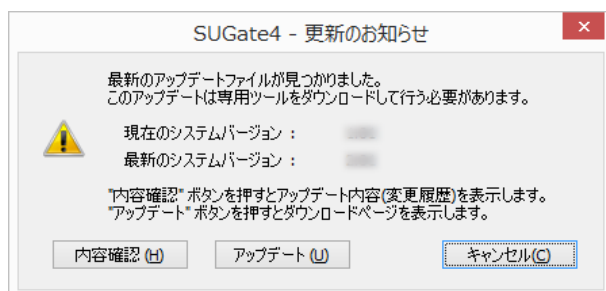 SUGate4 - 更新のお知らせ
最新のアップデートファイルが見つかりました。
このアップデートは専用ツールをダウンロードして行う必要があります。
現在のシステムバージョン :
最新のシステムバージョン :
"内容確認" ボタンを押すとアップデート内容(変更履歴)を表示します。
"アップデート" ボタンを押すとダウンロードページを表示します。
内容確認 (H) アップデート (U) キャンセル(C)